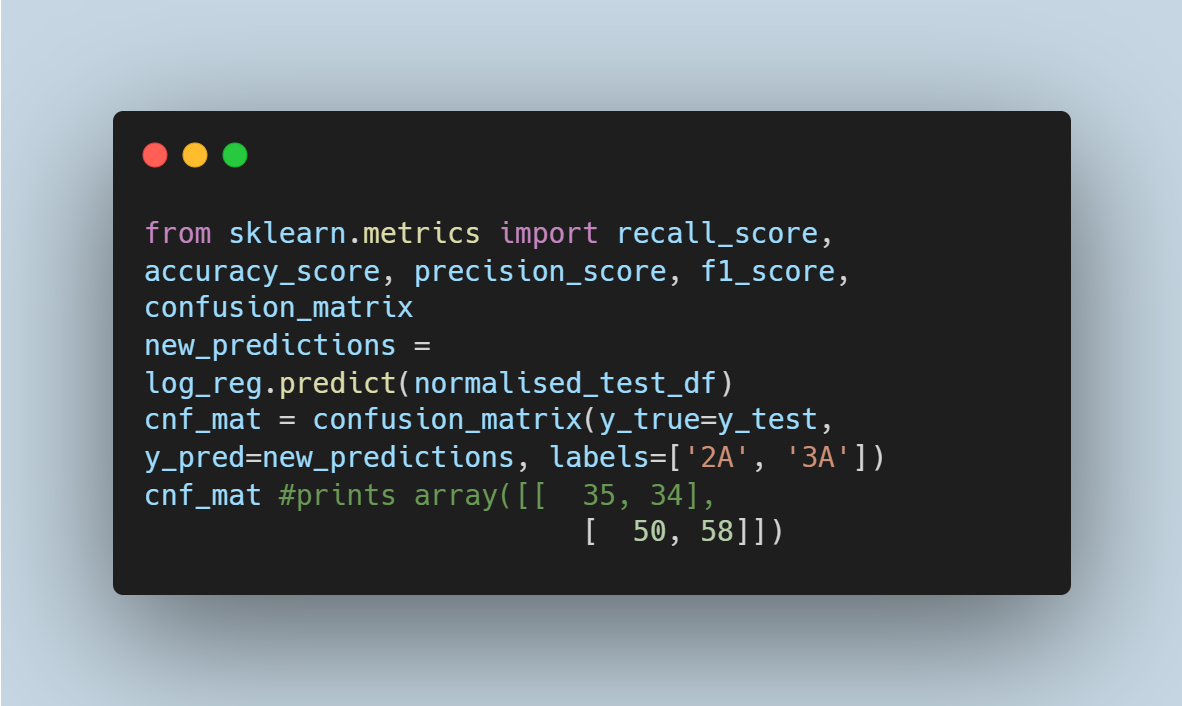 from sklearn.metrics import recall_score,
accuracy_score, precision_score, f1_score,
confusion_matrix
new_predictions =
log_reg.predict(normalised_test_df)
cnf_mat = confusion_matrix(y_true=y_test,
y_pred=new_predictions, labels=['2A', '3A'])
cnf_mat #prints array([[  35, 34],
                          [  50, 58]])